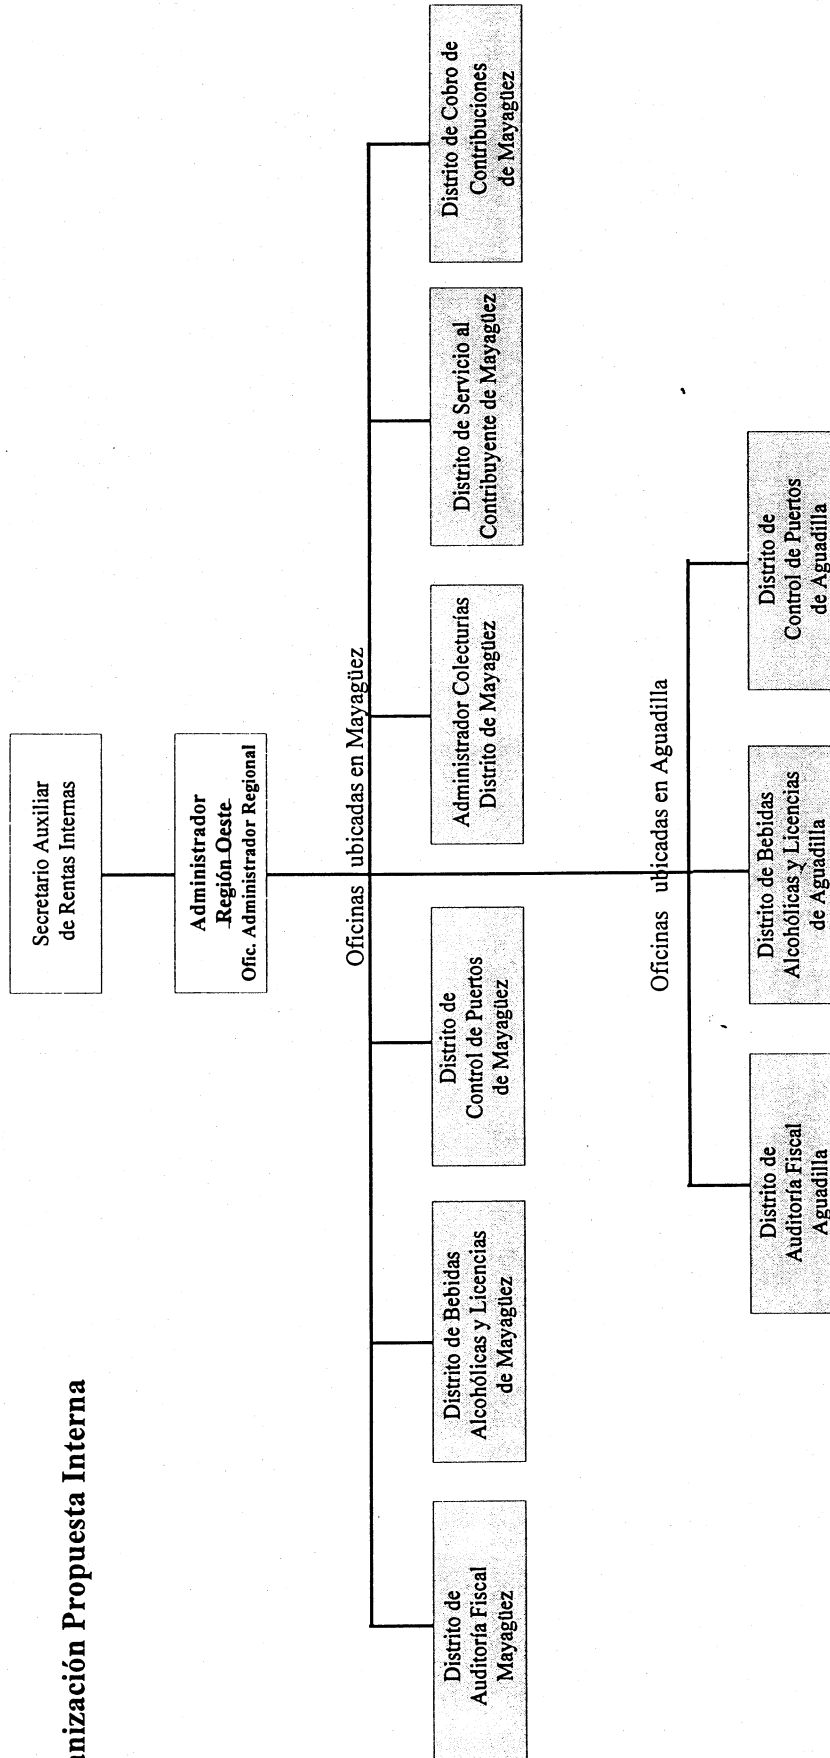 Propuesta Interna
Secretario Auxiliar
de Rentas Internas
Administrador
Región Oeste
Ofic. Administrador Regional
Oficinas ubicadas en Mayagüez
Distrito de
Auditoría Fiscal
Mayagüez
Distrito de Bebidas
Alcohólicas y Licencias
de Mayagüez
Distrito de
Control de Puertos
de Mayagüez
Administrador Colecturías
Distrito de Mayagüez
Distrito de Servicio al
Contribuyente de Mayagüez
Distrito de Cobro de
Contribuciones
de Mayagüez
Oficinas ubicadas en Aguadilla
Distrito de
Auditoría Fiscal
Aguadilla
Distrito de Bebidas
Alcohólicas y Licencias
de Aguadilla
Distrito de
Control de Puertos
de Aguadilla